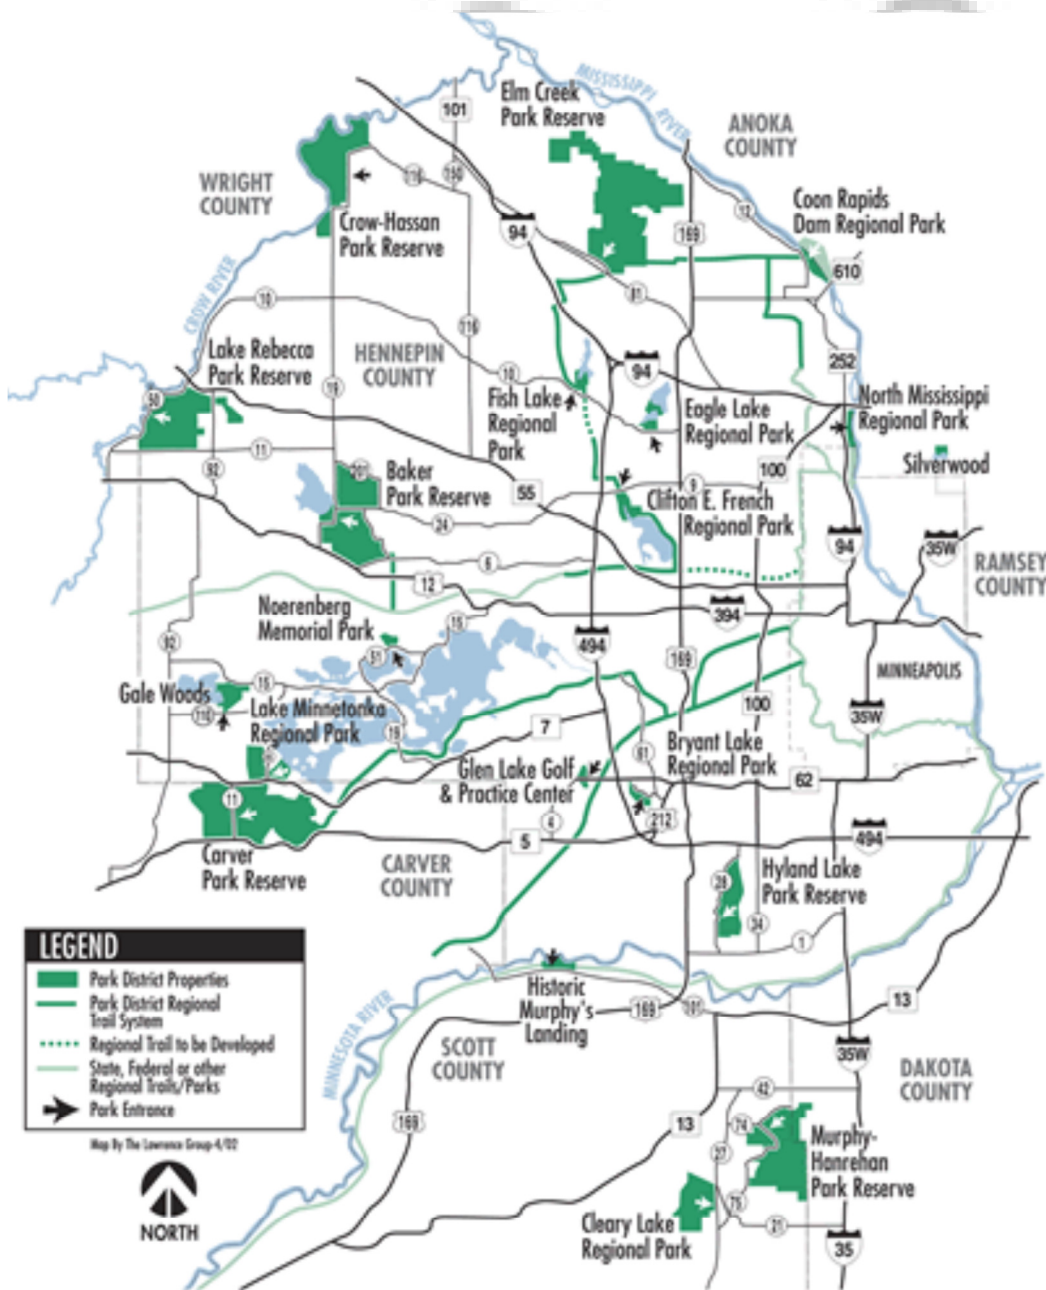 MISSISSIPPI RIVER
Elm Creek
Park Reserve
101
ANOKA
COUNTY
WRIGHT
COUNTY
116
150
12
Coon Rapids
Dam Regional Park
Crow-Hassan
Park Reserve
94
169
610
CROW RIVER
10
81
116
Lake Rebecca
Park Reserve
HENNEPIN
COUNTY
252
10
94
19
50
Fish Lake
Regional
Park
Eagle Lake
Regional Park
North Mississippi
Regional Park
11
92
100
Silverwood
201
Baker
Park Reserve
55
9
Clifton E. French
Regional Park
24
94
35W
6
RAMSEY
COUNTY
12
394
Noerenberg
Memorial Park
15
92
51
494
169
MINNEAPOLIS
Gale Woods
15
110
Lake Minnetonka
Regional Park
100
35W
19
7
61
Bryant Lake
Regional Park
Glen Lake Golf
& Practice Center
62
11
212
4
5
494
Carver
Park Reserve
CARVER
COUNTY
Hyland Lake
Park Reserve
28
34
1
LEGEND
Park District Properties
Park District Regional
Trail System
Regional Trail to be Developed
State, Federal or other
Regional Trails/Parks
Park Entrance
Map By The Lawrence Group-4/02
NORTH
MINNESOTA RIVER
Historic
Murphy's
Landing
169
101
13
SCOTT
COUNTY
35W
DAKOTA
COUNTY
42
169
13
74
27
Murphy-
Hanrehan
Park Reserve
75
21
Cleary Lake
Regional Park
35